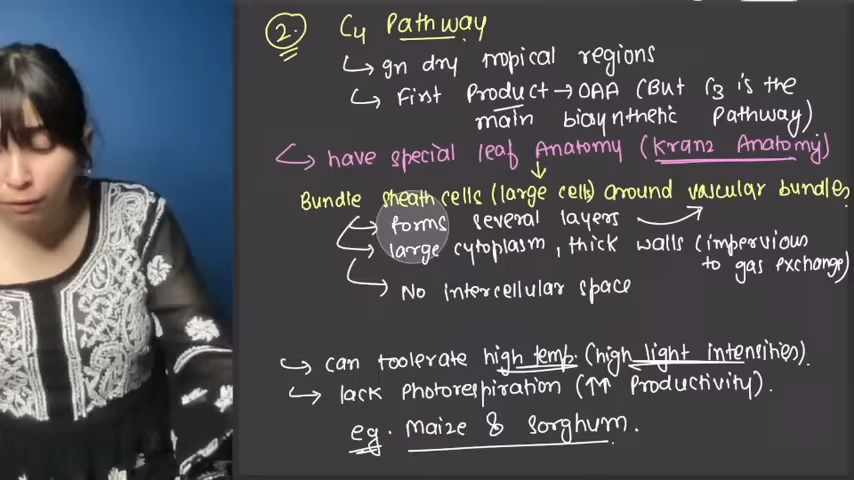 2. C4 Pathway
↳ In dry tropical regions
↳ First Product → OAA (But C3 is the
main biaynthetic Pathway)
↳ have special leaf Anatomy (Kranz Anatomy)
Bundle sheath cells (large cells) around vascular bundles
↳ forms several layers
↳ large cytoplasm, thick walls (impervious
to gas exchange)
↳ No intercellular space
↳ can toolerate high temp. (high light intensities).
↳ lack Photorespiration (↑↑ Productivity).
eg. Maize & Sorghum.